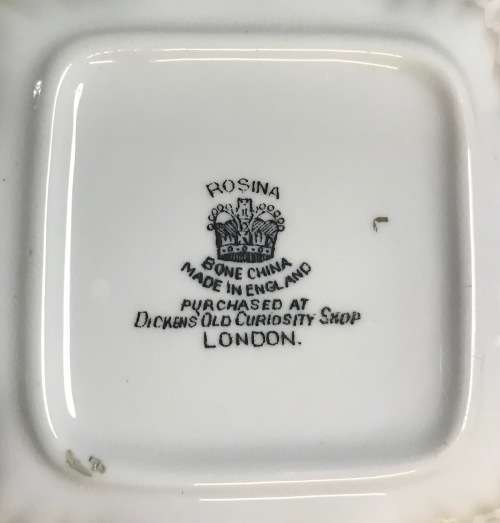 ROSINA
BONE CHINA
MADE IN ENGLAND
PURCHASED AT
DICKENS' OLD CURIOSITY SHOP
LONDON.